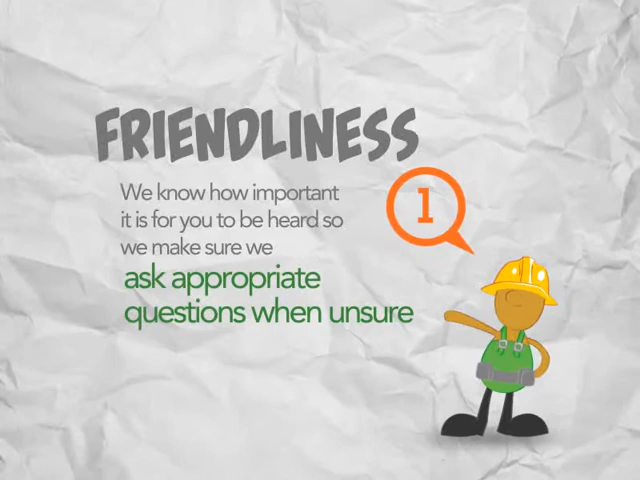 FRIENDLINESS
We know how important
it is for you to be heard so
we make sure we
ask appropriate
questions when unsure
1